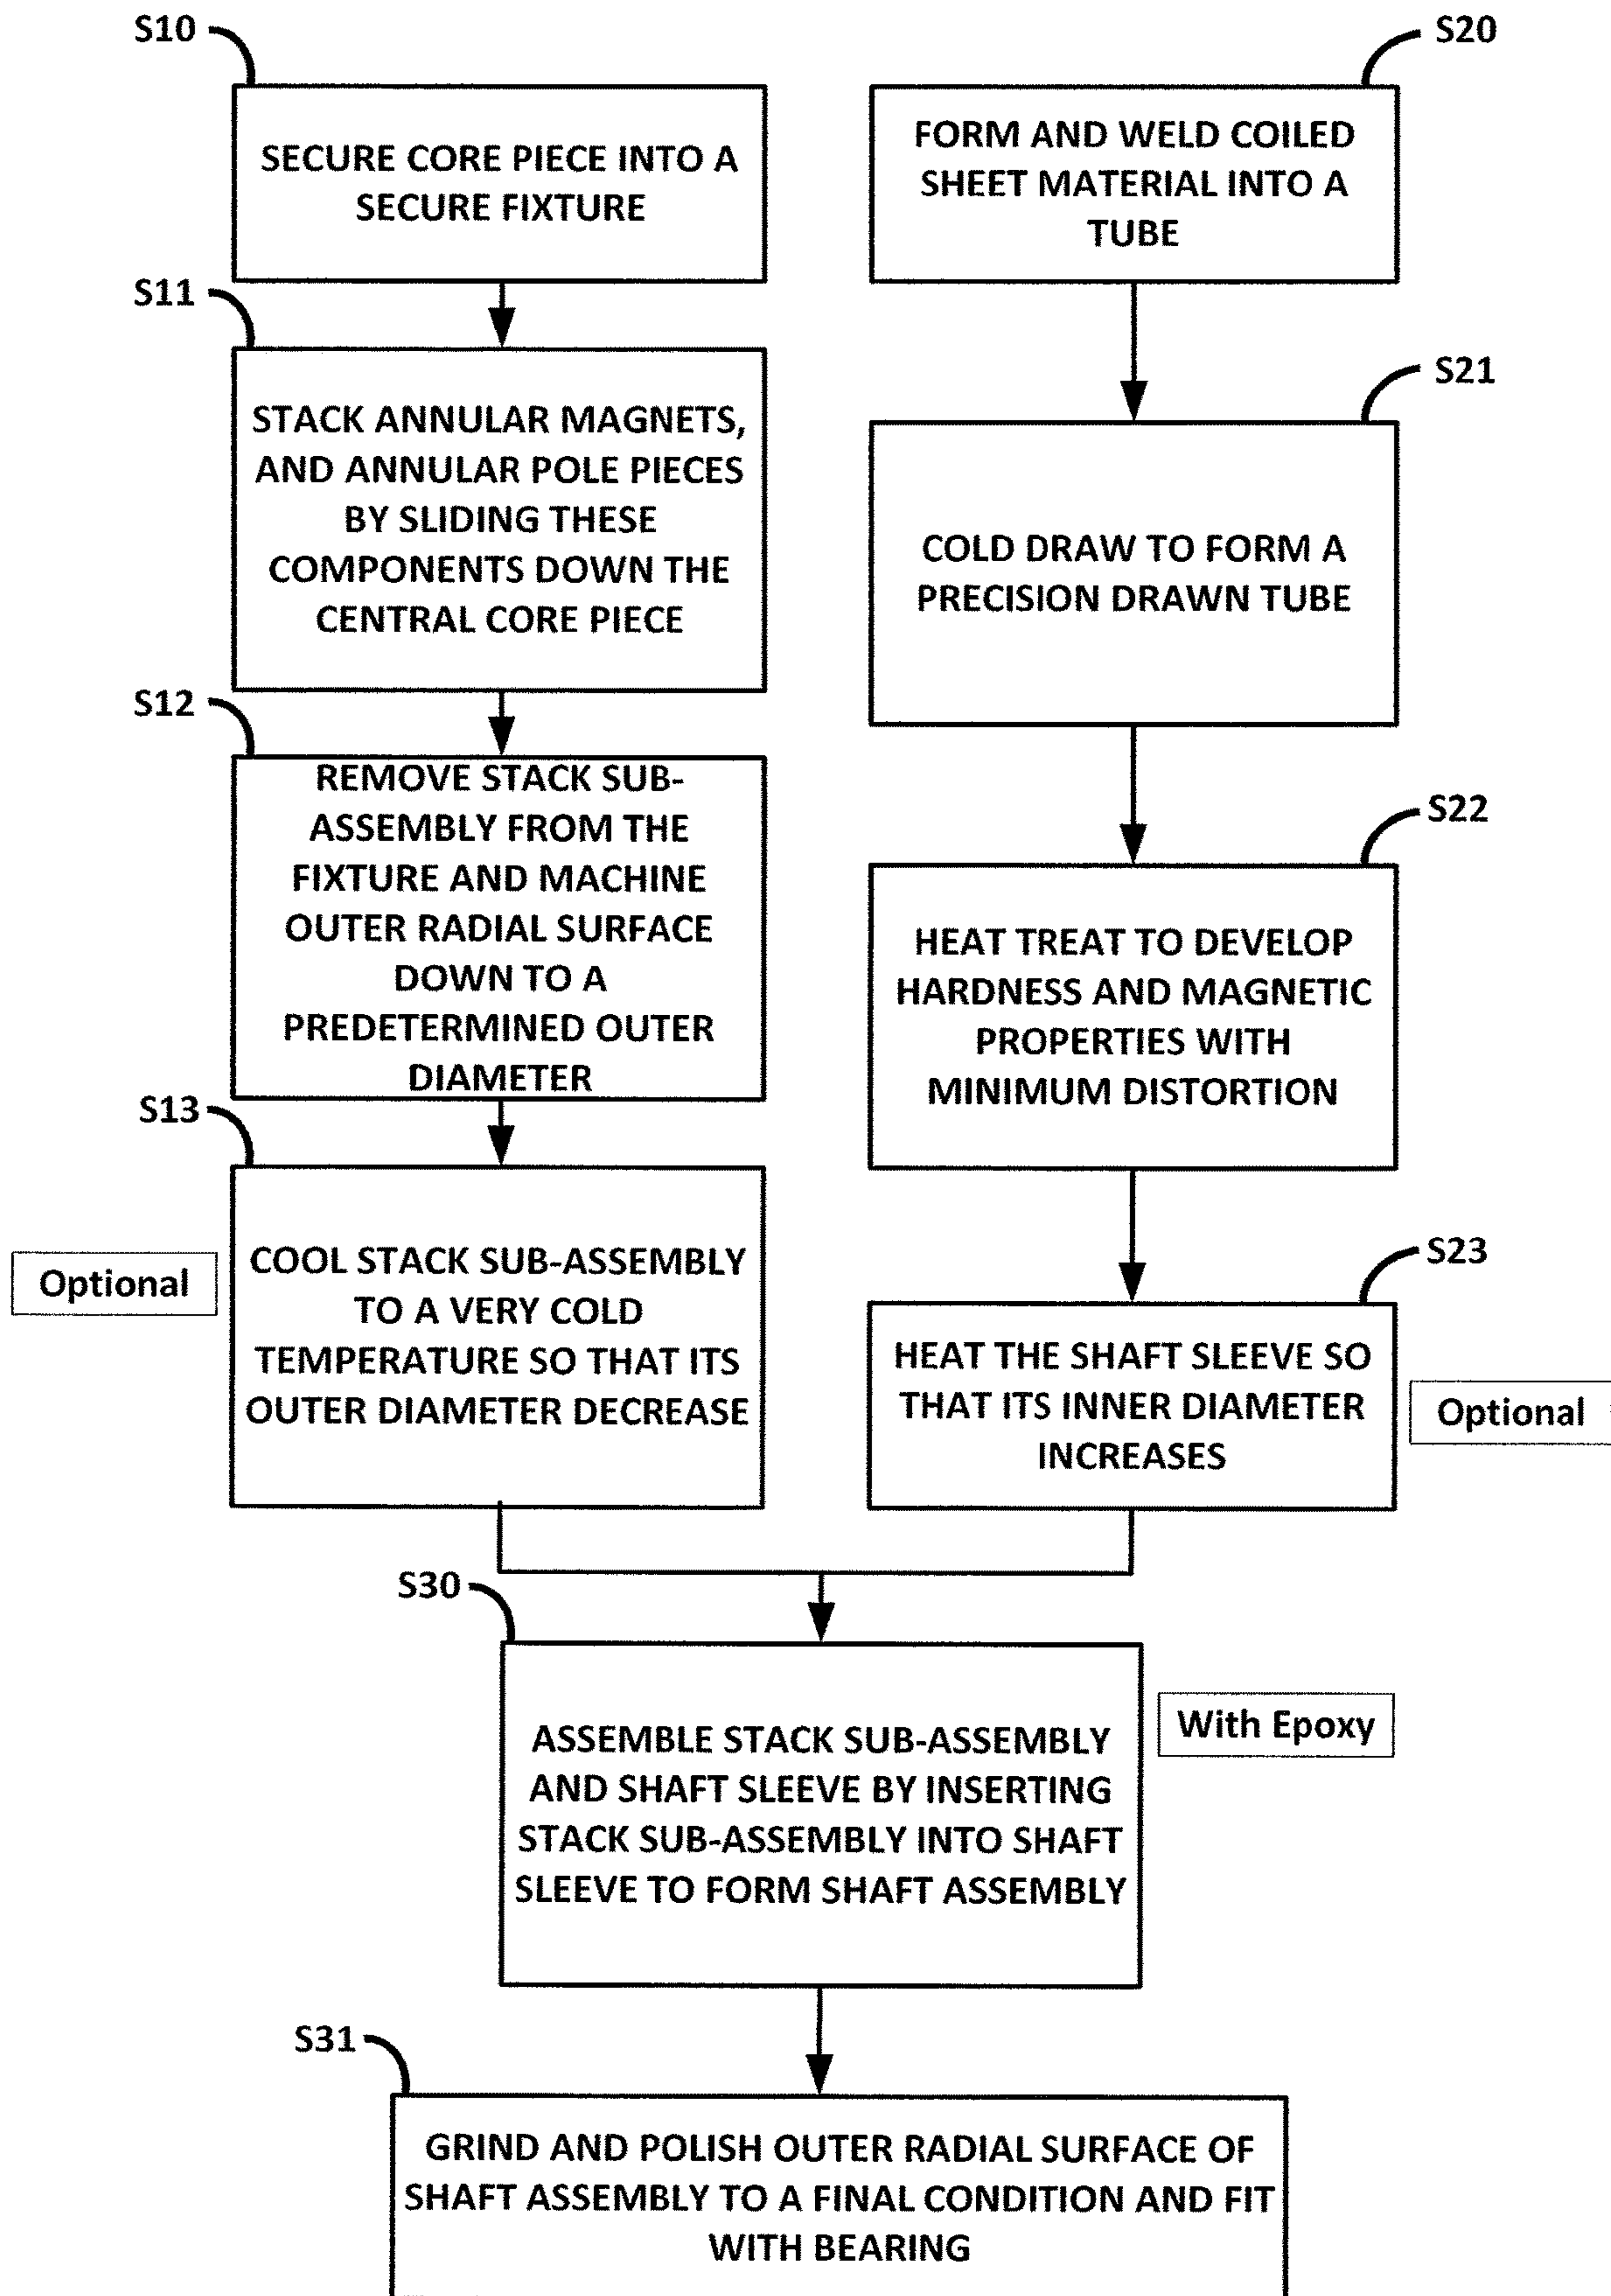 S10
SECURE CORE PIECE INTO A
SECURE FIXTURE
S11
STACK ANNULAR MAGNETS,
AND ANNULAR POLE PIECES
BY SLIDING THESE
COMPONENTS DOWN THE
CENTRAL CORE PIECE
S12
REMOVE STACK SUB-
ASSEMBLY FROM THE
FIXTURE AND MACHINE
OUTER RADIAL SURFACE
DOWN TO A
PREDETERMINED OUTER
DIAMETER
S13
Optional
COOL STACK SUB-ASSEMBLY
TO A VERY COLD
TEMPERATURE SO THAT ITS
OUTER DIAMETER DECREASE
S20
FORM AND WELD COILED
SHEET MATERIAL INTO A
TUBE
S21
COLD DRAW TO FORM A
PRECISION DRAWN TUBE
S22
HEAT TREAT TO DEVELOP
HARDNESS AND MAGNETIC
PROPERTIES WITH
MINIMUM DISTORTION
S23
HEAT THE SHAFT SLEEVE SO
THAT ITS INNER DIAMETER
INCREASES
Optional
S30
ASSEMBLE STACK SUB-ASSEMBLY
AND SHAFT SLEEVE BY INSERTING
STACK SUB-ASSEMBLY INTO SHAFT
SLEEVE TO FORM SHAFT ASSEMBLY
With Epoxy
S31
GRIND AND POLISH OUTER RADIAL SURFACE OF
SHAFT ASSEMBLY TO A FINAL CONDITION AND FIT
WITH BEARING